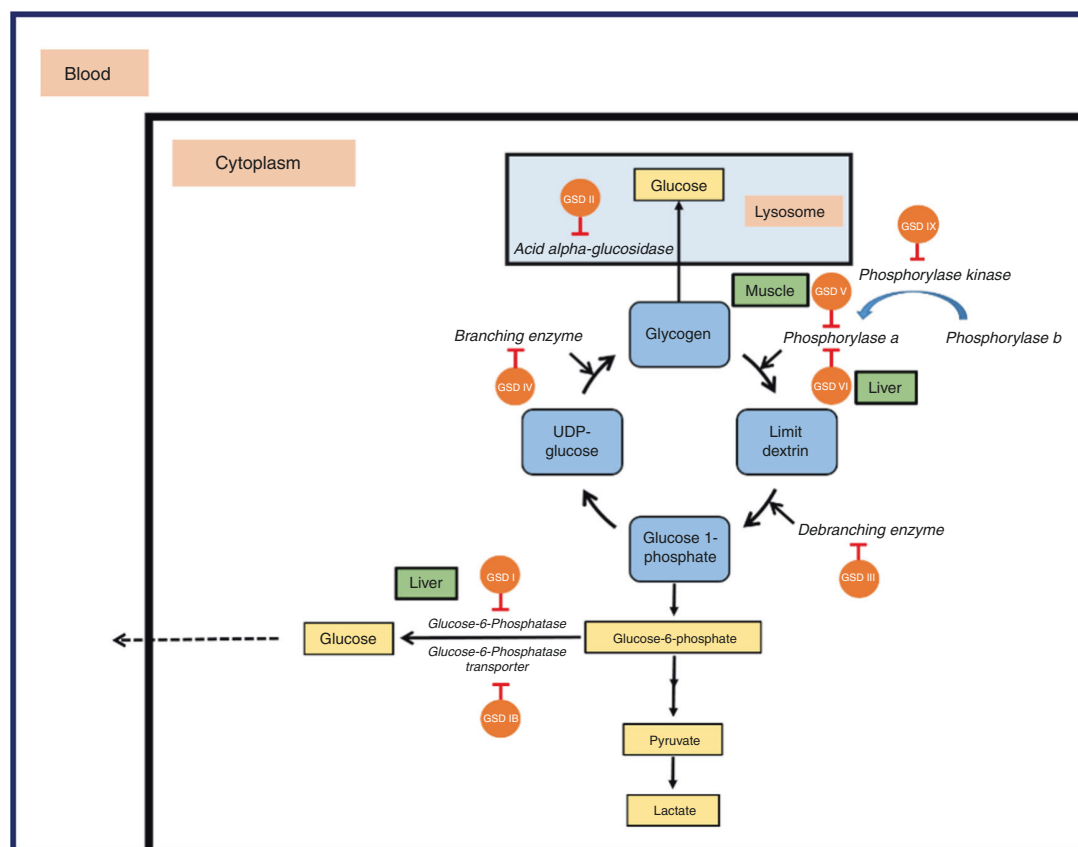 Blood
Cytoplasm
Glucose
GSD II
Lysosome
Acid alpha-glucosidase
GSD IX
Phosphorylase kinase
Muscle
GSD V
Glycogen
Branching enzyme
Phosphorylase a
Phosphorylase b
GSD IV
GSD VI
Liver
UDP-
glucose
Limit
dextrin
Glucose 1-
phosphate
Debranching enzyme
GSD III
Liver
GSD I
Glucose-6-Phosphatase
Glucose
Glucose-6-phosphate
Glucose-6-Phosphatase
transporter
GSD IB
Pyruvate
Lactate